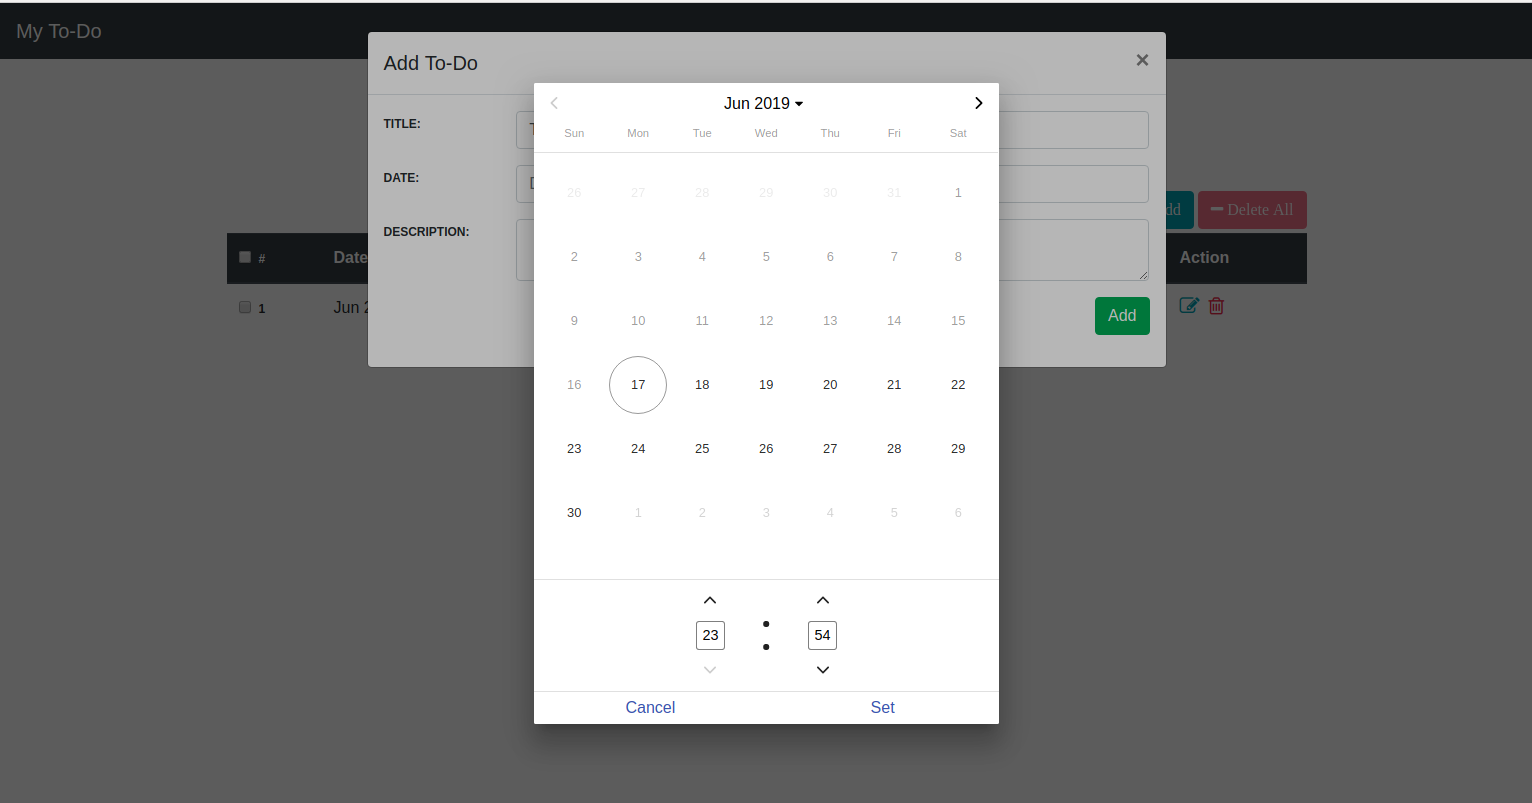 My To-Do
Add To-Do ×
Jun 2019
Sun Mon Tue Wed Thu Fri Sat
26 27 28 29 30 31 1
2 3 4 5 6 7 8
9 10 11 12 13 14 15
16 17 18 19 20 21 22
23 24 25 26 27 28 29
30 1 2 3 4 5 6
23 : 54
Cancel Set
TITLE:
DATE:
DESCRIPTION:
Add
Delete All
# Date Action
1 Jun